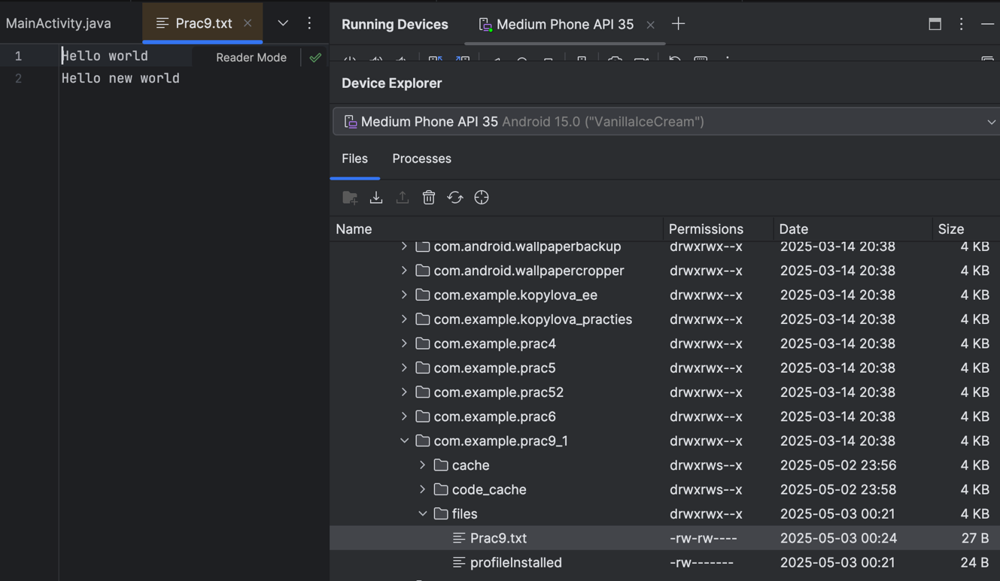 MainActivity.java
Prac9.txt
1 Hello world
Reader Mode
2 Hello new world
Running Devices
Medium Phone API 35
Device Explorer
Medium Phone API 35 Android 15.0 ("VanillaIceCream")
Files Processes
Name Permissions Date Size
com.android.wallpaperbackup drwxrwx--x 2025-03-14 20:38 4 KB
com.android.wallpapercropper drwxrwx--x 2025-03-14 20:38 4 KB
com.example.kopylova_ee drwxrwx--x 2025-03-14 20:38 4 KB
com.example.kopylova_practies drwxrwx--x 2025-03-14 20:38 4 KB
com.example.prac4 drwxrwx--x 2025-03-14 20:38 4 KB
com.example.prac5 drwxrwx--x 2025-03-14 20:38 4 KB
com.example.prac52 drwxrwx--x 2025-03-14 20:38 4 KB
com.example.prac6 drwxrwx--x 2025-03-14 20:38 4 KB
com.example.prac9_1 drwxrwx--x 2025-03-14 20:38 4 KB
cache drwxrws--x 2025-05-02 23:56 4 KB
code_cache drwxrws--x 2025-05-02 23:58 4 KB
files drwxrwx--x 2025-05-03 00:21 4 KB
Prac9.txt -rw-rw---- 2025-05-03 00:24 27 B
profileInstalled -rw------- 2025-05-03 00:21 24 B